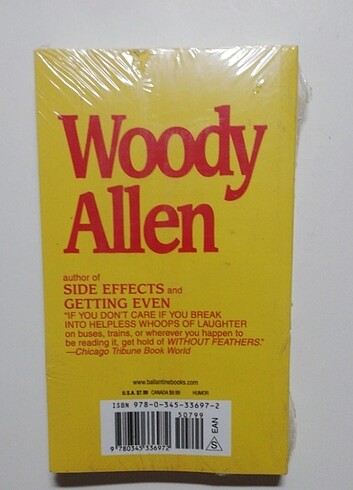 Woody
Allen
author of
SIDE EFFECTS and
GETTING EVEN
"IF YOU DON'T CARE IF YOU BREAK
INTO HELPLESS WHOOPS OF LAUGHTER
on buses, trains, or wherever you happen to
be reading it, get hold of WITHOUT FEATHERS."
—Chicago Tribune Book World
www.ballantinebooks.com
U.S.A. $7.99 CANADA $9.99 HUMOR
ISBN 978-0-345-33697-2
50799
9 780345 336972
S EAN